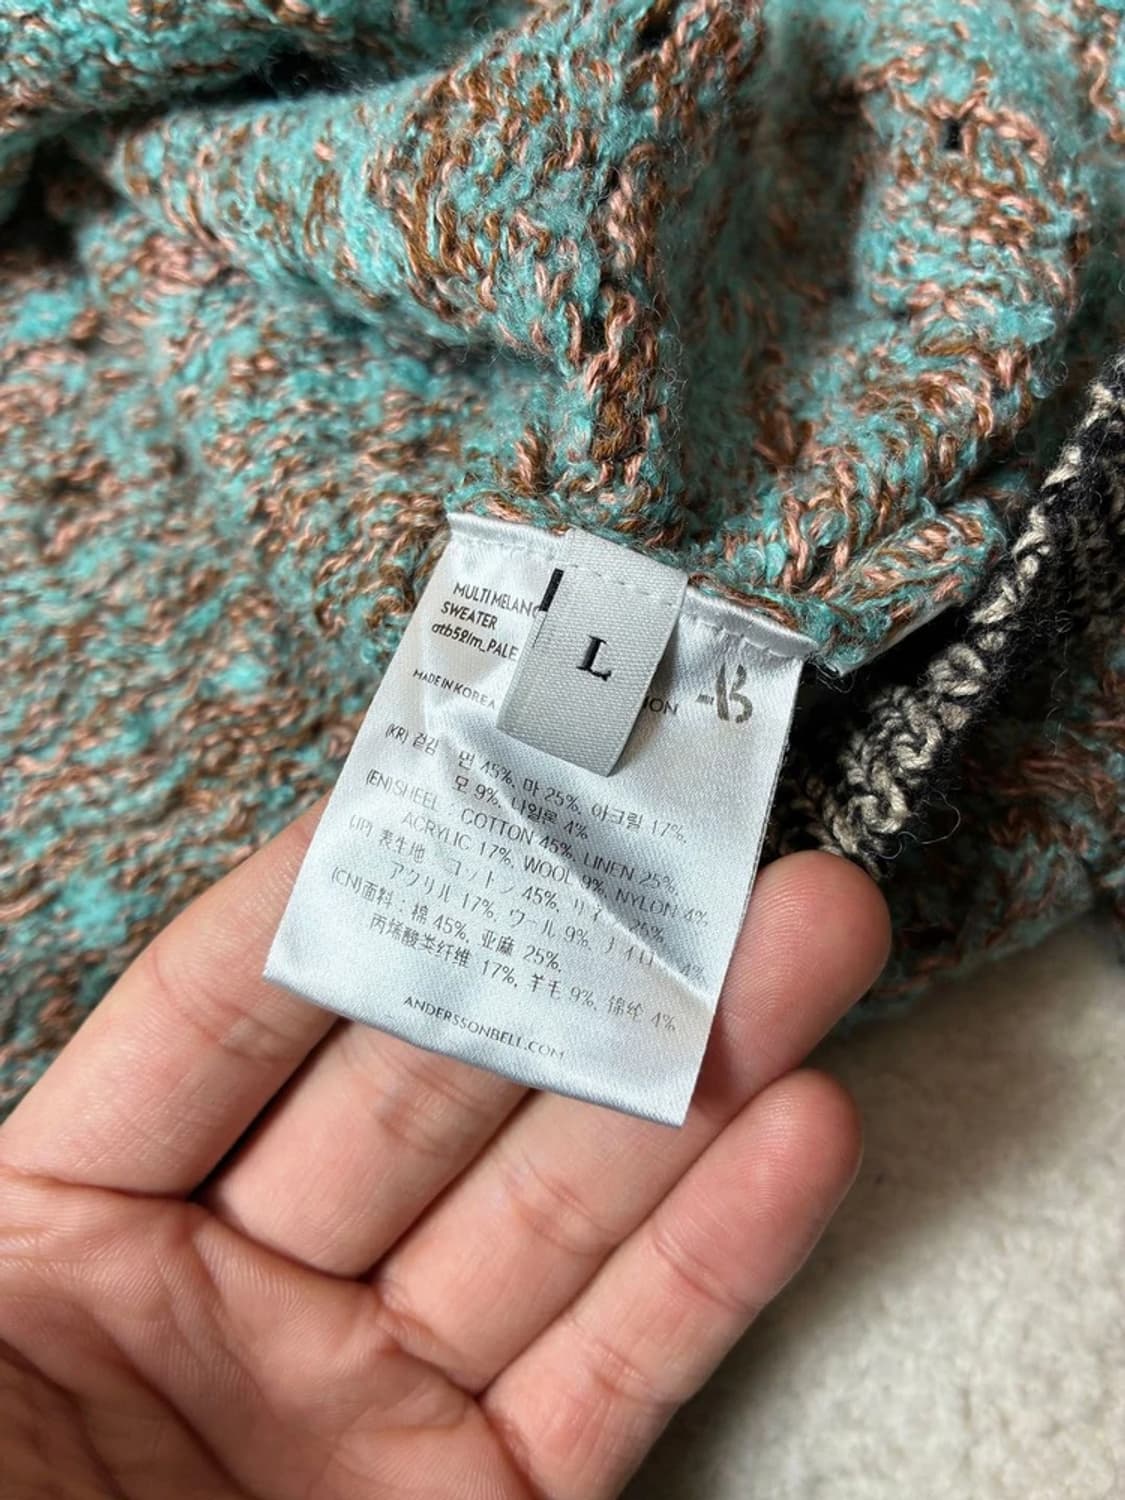 MULTI MELANG
SWEATER
atb521m_PALE
L
MADE IN KOREA
ION
(KR) 겉감 면 45%, 마 25%, 아크릴 17%,
모 9%, 나일론 4%
(EN)SHEEL : COTTON 45%, LINEN 25%,
ACRYLIC 17%, WOOL 9%, NYLON 4%
(JP) 表生地 : コットン 45%, リネン 25%,
アクリル 17%, ウール 9%, ナイロン 4%
(CN)面料 : 棉 45%, 亚麻 25%,
丙烯酸类纤维 17%, 羊毛 9%, 锦纶 4%
ANDERSSONBELL.COM